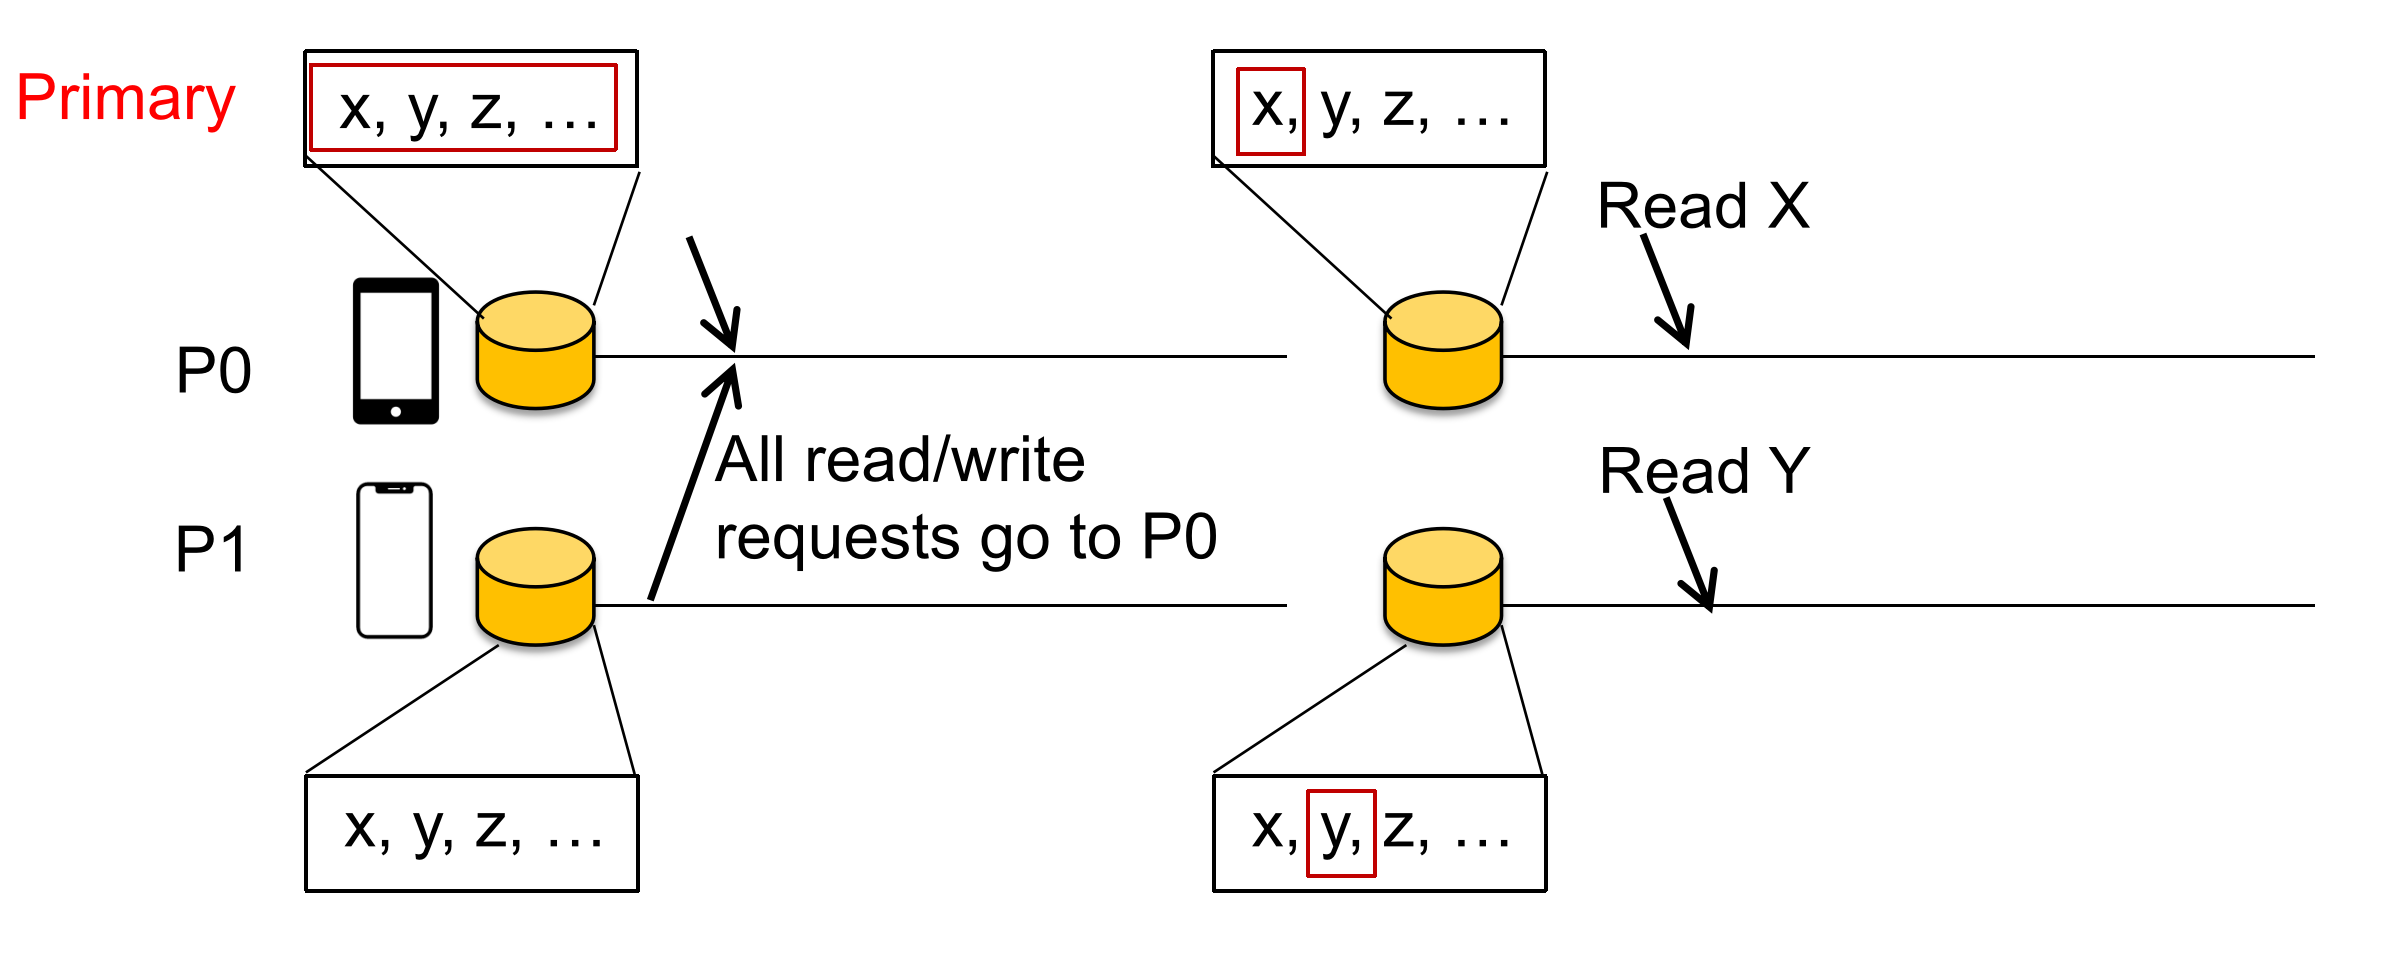 Primary
x, y, z, …
x, y, z, …
Read X
P0
All read/write
requests go to P0
Read Y
P1
x, y, z, …
x, y, z, …